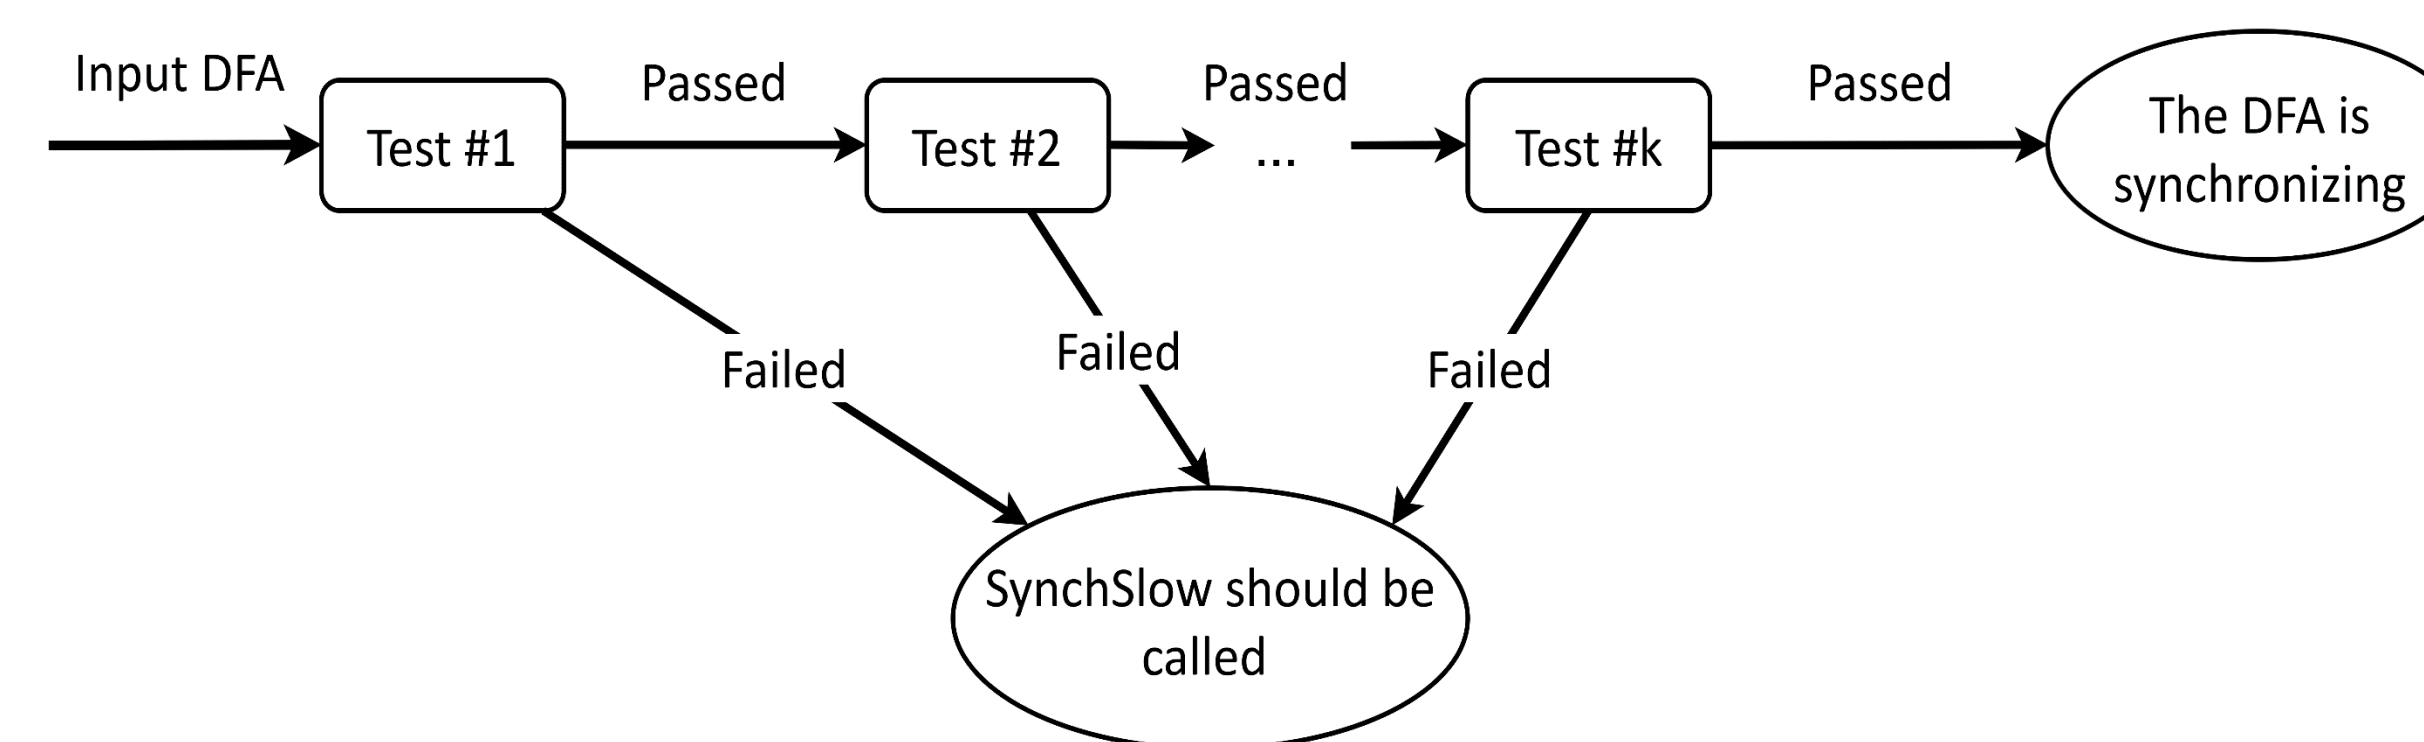 Input DFA
Test #1
Passed
Test #2
Passed
...
Test #k
Passed
The DFA is
synchronizing
Failed
Failed
Failed
SynchSlow should be
called